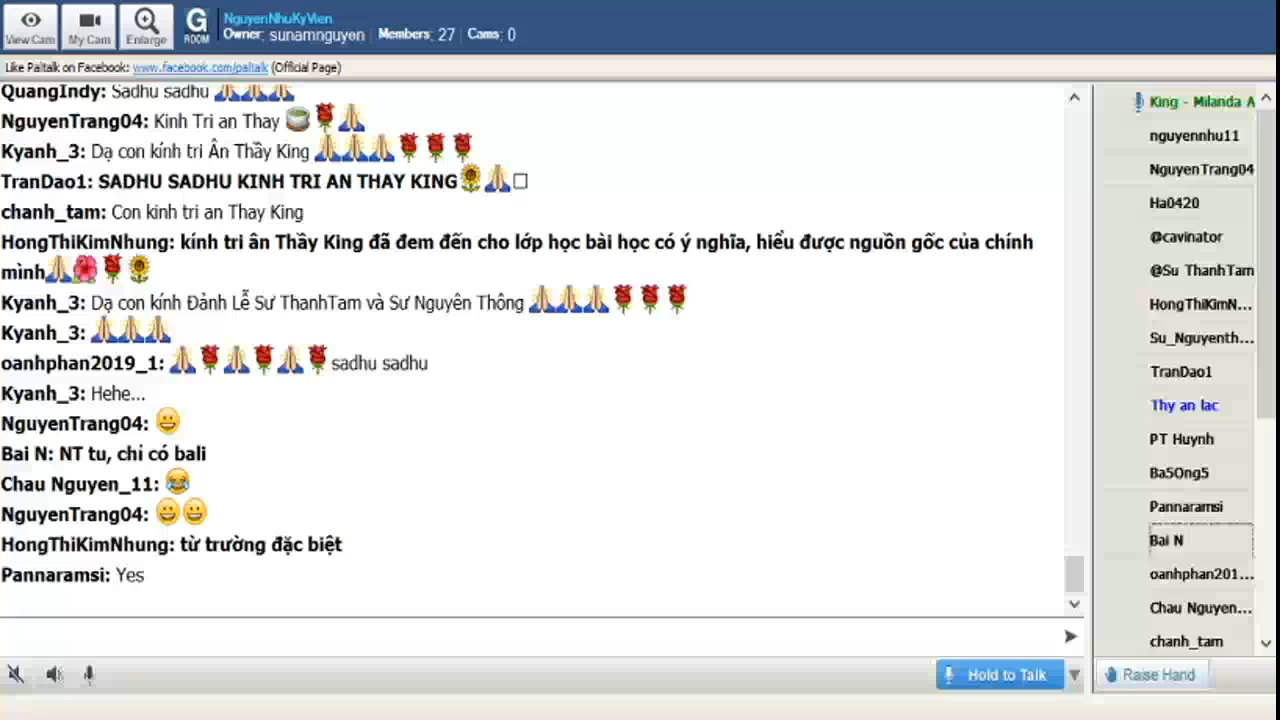 View Cam
My Cam
Enlarge
G
ROOM
NguyenNhuKyVien
Owner: sunamnguyen | Members: 27 | Cams: 0
Like Paltalk on Facebook: www.facebook.com/paltalk (Official Page)
QuangIndy: Sadhu sadhu 🙏🙏🙏
NguyenTrang04: Kinh Tri an Thay 🍵🌹🙏
Kyanh_3: Dạ con kính tri Ân Thầy King 🙏🙏🙏🌹🌹🌹
TranDao1: SADHU SADHU KINH TRI AN THAY KING🌻🙏□
chanh_tam: Con kinh tri an Thay King
HongThiKimNhung: kính tri ân Thầy King đã đem đến cho lớp học bài học có ý nghĩa, hiểu được nguồn gốc của chính
mình🙏🌺🌹🌻
Kyanh_3: Dạ con kính Đảnh Lễ Sư ThanhTam và Sư Nguyên Thông 🙏🙏🙏🌹🌹🌹
Kyanh_3: 🙏🙏🙏
oanhphan2019_1: 🙏🌹🙏🌹🙏🌹sadhu sadhu
Kyanh_3: Hehe...
NguyenTrang04: 😀
Bai N: NT tu, chỉ có bali
Chau Nguyen_11: 😂
NguyenTrang04: 😀😀
HongThiKimNhung: từ trường đặc biệt
Pannaramsi: Yes
Hold to Talk
King - Milanda A
nguyennhu11
NguyenTrang04
Ha0420
@cavinator
@Su ThanhTam
HongThiKimN...
Su_Nguyenth...
TranDao1
Thy an lac
PT Huynh
Ba5Ong5
Pannaramsi
Bai N
oanhphan201...
Chau Nguyen...
chanh_tam
Raise Hand